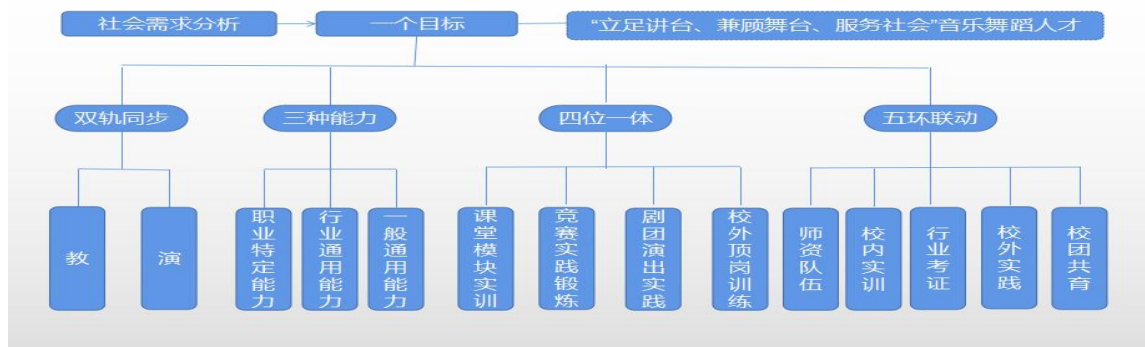 社会需求分析
一个目标
“立足讲台、兼顾舞台、服务社会”音乐舞蹈人才
双轨同步
三种能力
四位一体
五环联动
教
演
职业特定能力
行业通用能力
一般通用能力
课堂模块实训
竞赛实践锻炼
剧团演出实践
校外顶岗训练
师资队伍
校内实训
行业考证
校外实践
校团共育